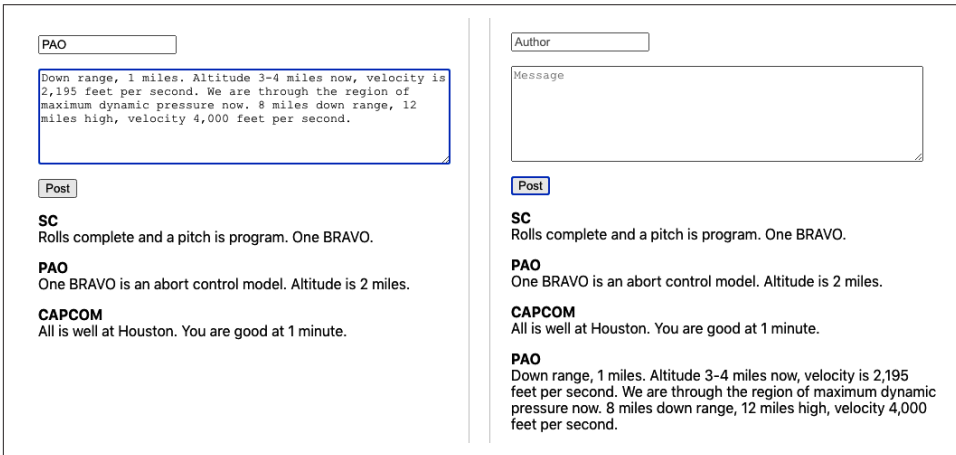 PAO
Down range, 1 miles. Altitude 3-4 miles now, velocity is
2,195 feet per second. We are through the region of
maximum dynamic pressure now. 8 miles down range, 12
miles high, velocity 4,000 feet per second.
Post
SC
Rolls complete and a pitch is program. One BRAVO.
PAO
One BRAVO is an abort control model. Altitude is 2 miles.
CAPCOM
All is well at Houston. You are good at 1 minute.
Author
Message
Post
SC
Rolls complete and a pitch is program. One BRAVO.
PAO
One BRAVO is an abort control model. Altitude is 2 miles.
CAPCOM
All is well at Houston. You are good at 1 minute.
PAO
Down range, 1 miles. Altitude 3-4 miles now, velocity is 2,195
feet per second. We are through the region of maximum dynamic
pressure now. 8 miles down range, 12 miles high, velocity 4,000
feet per second.